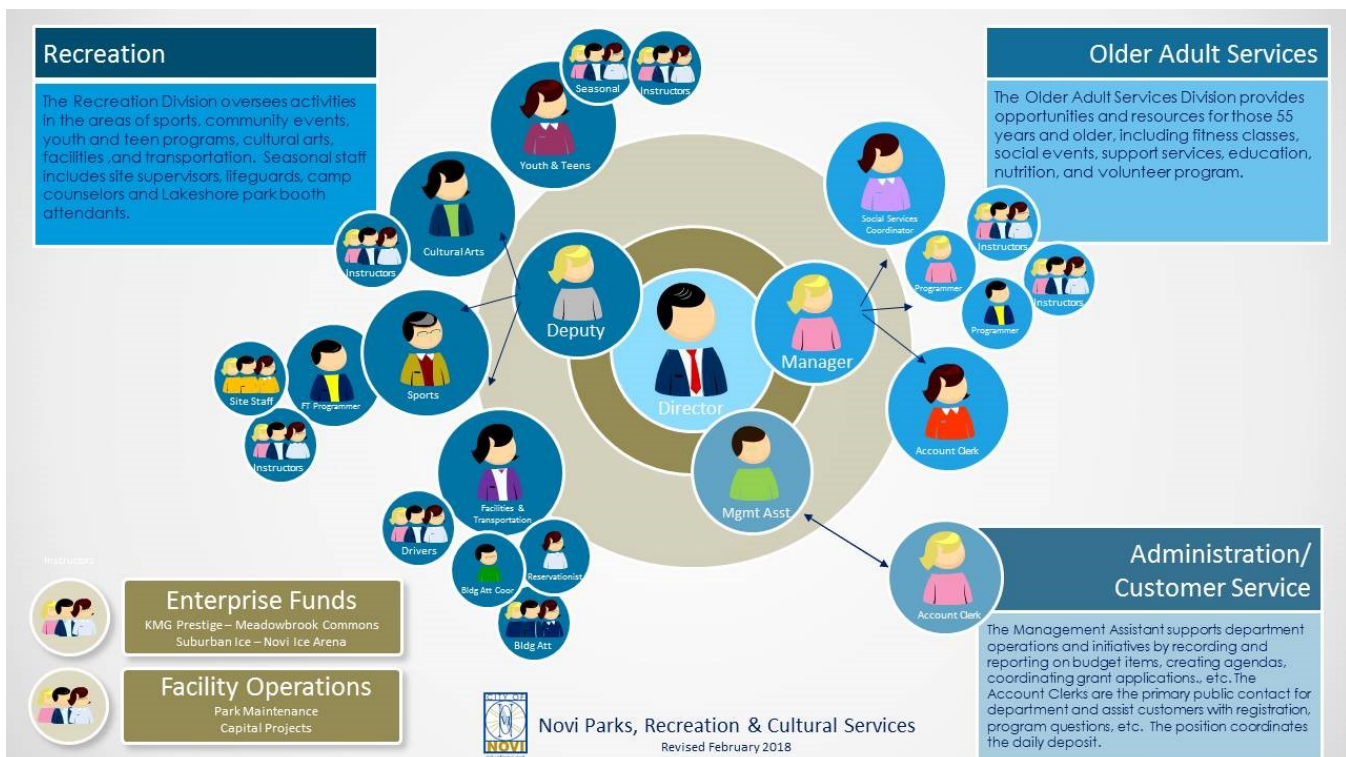 Recreation
The Recreation Division oversees activities
in the areas of sports, community events,
youth and teen programs, cultural arts,
facilities ,and transportation. Seasonal staff
includes site supervisors, lifeguards, camp
counselors and Lakeshore park booth
attendants.
Older Adult Services
The Older Adult Services Division provides
opportunities and resources for those 55
years and older, including fitness classes,
social events, support services, education,
nutrition, and volunteer program.
Seasonal
Instructors
Youth & Teens
Cultural Arts
Instructors
Social Services
Coordinator
Instructors
Programmer
Instructors
Programmer
Deputy
Manager
Director
Sports
FT Programmer
Site Staff
Instructors
Account Clerk
Mgmt Asst
Facilities &
Transportation
Drivers
Bldg Att Coor
Reservationist
Bldg Att
Account Clerk
Instructors
Enterprise Funds
KMG Prestige – Meadowbrook Commons
Suburban Ice – Novi Ice Arena
Facility Operations
Park Maintenance
Capital Projects
Administration/
Customer Service
The Management Assistant supports department
operations and initiatives by recording and
reporting on budget items, creating agendas,
coordinating grant applications., etc. The
Account Clerks are the primary public contact for
department and assist customers with registration,
program questions, etc. The position coordinates
the daily deposit.
CITY OF
NOVI
Novi Parks, Recreation & Cultural Services
Revised February 2018